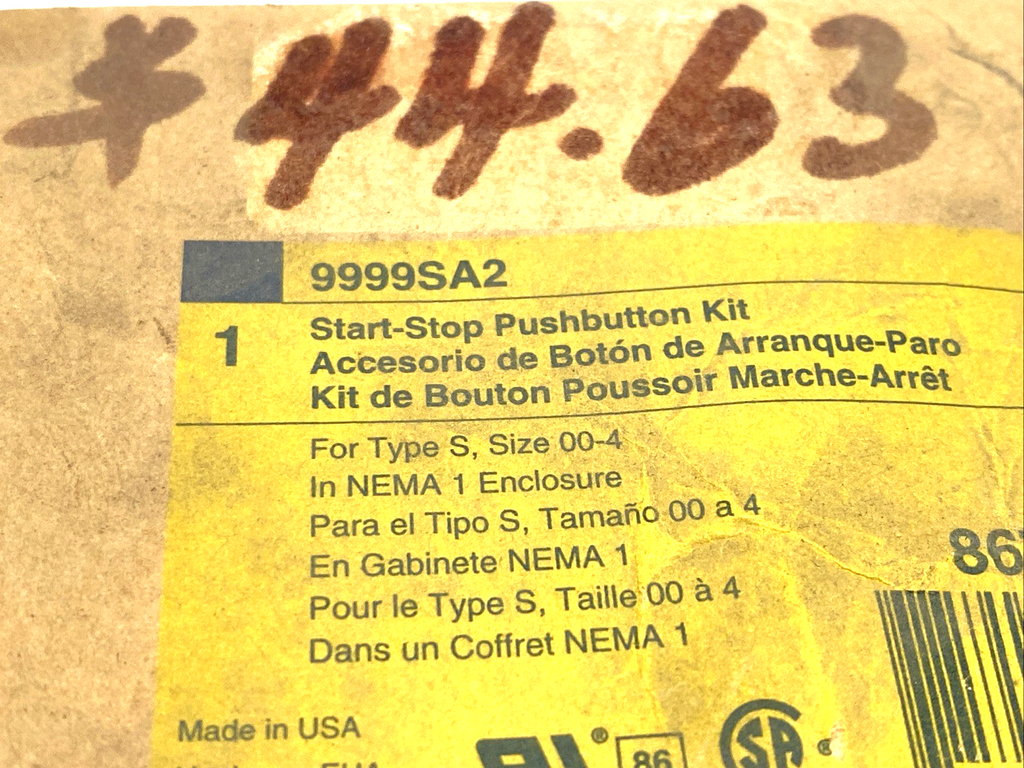 * 44.63
9999SA2
1
Start-Stop Pushbutton Kit
Accesorio de Botón de Arranque-Paro
Kit de Bouton Poussoir Marche-Arrêt
For Type S, Size 00-4
In NEMA 1 Enclosure
Para el Tipo S, Tamaño 00 a 4
En Gabinete NEMA 1
Pour le Type S, Taille 00 à 4
Dans un Coffret NEMA 1
86
Made in USA
® 86 SA